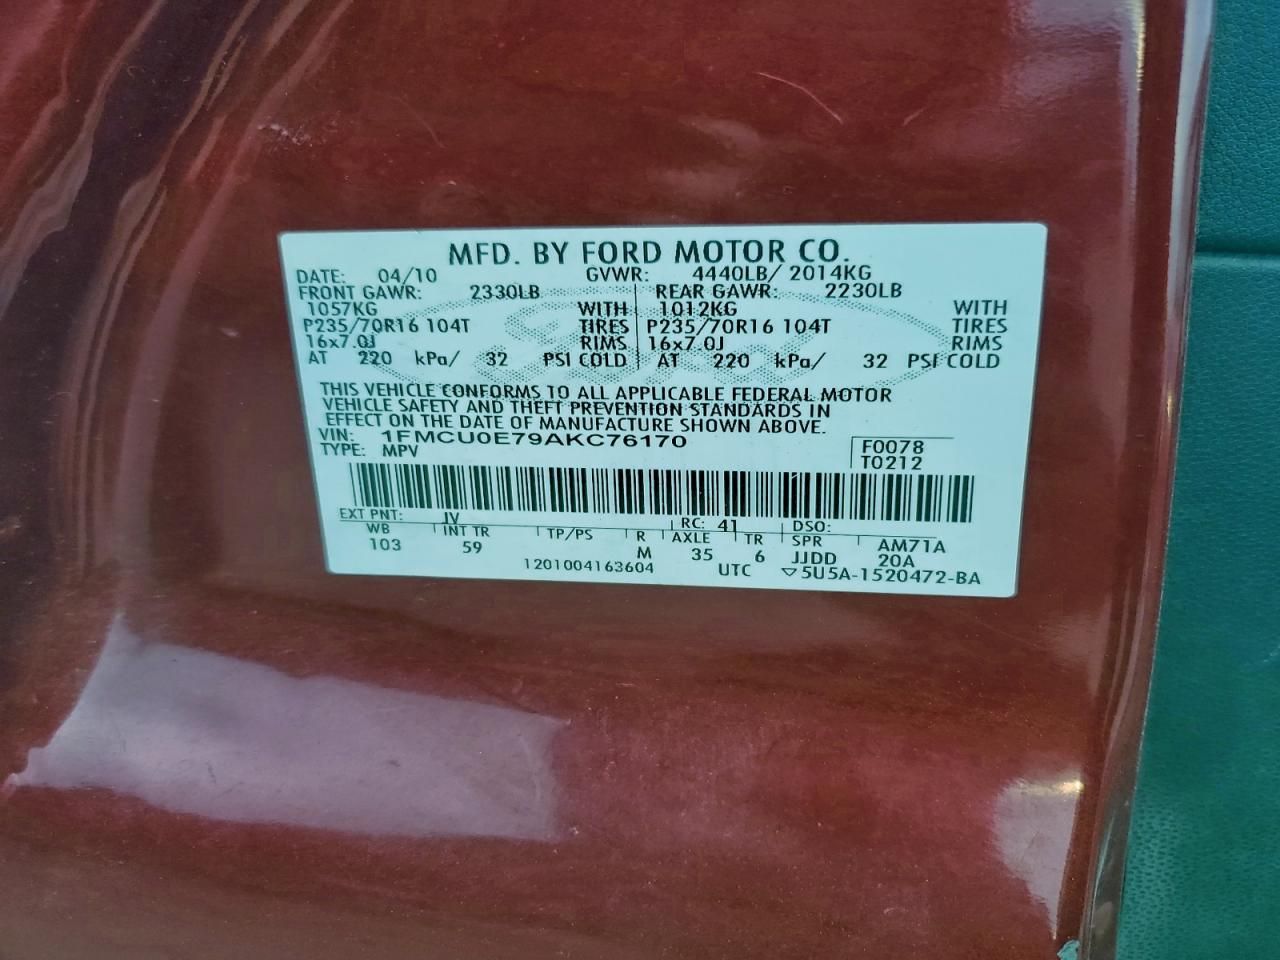 MFD. BY FORD MOTOR CO.
DATE: 04/10 GVWR: 4440LB/ 2014KG
FRONT GAWR: 2330LB REAR GAWR: 2230LB
1057KG WITH 1012KG WITH
P235/70R16 104T TIRES P235/70R16 104T TIRES
16x7.0J RIMS 16x7.0J RIMS
AT 220 kPa/ 32 PSI COLD AT 220 kPa/ 32 PSI COLD
THIS VEHICLE CONFORMS TO ALL APPLICABLE FEDERAL MOTOR
VEHICLE SAFETY AND THEFT PREVENTION STANDARDS IN
EFFECT ON THE DATE OF MANUFACTURE SHOWN ABOVE.
VIN: 1FMCU0E79AKC76170 F0078
TYPE: MPV T0212
EXT PNT: JV RC: 41 DSO:
WB INT TR TP/PS R AXLE TR SPR AM71A
103 59 M 35 6 JJDD 20A
1201004163604 UTC ▽5U5A-1520472-BA